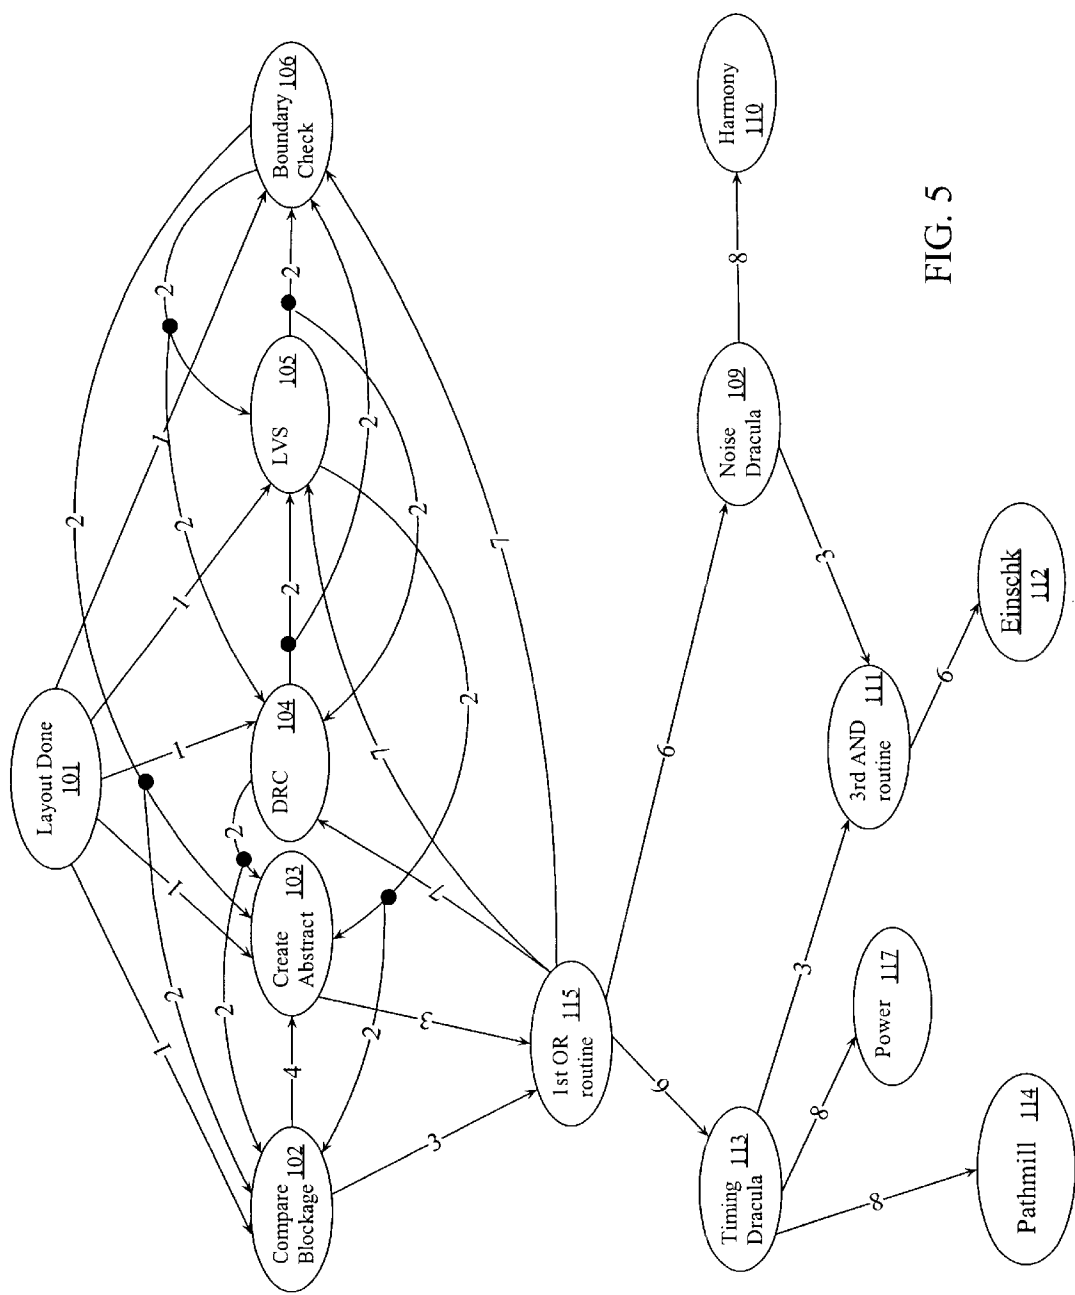 Layout Done
101
Compare
Blockage 102
Create
Abstract
103
DRC
104
LVS
105
Boundary
Check
106
1st OR
routine
115
Timing
Dracula
113
Noise
Dracula
109
Harmony
110
3rd AND
routine
111
Einschk
112
Power 117
Pathmill 114
1
1
1
1
1
2
2
2
2
2
2
2
2
2
2
2
2
4
3
3
7
7
7
6
6
8
8
8
3
3
6
FIG. 5